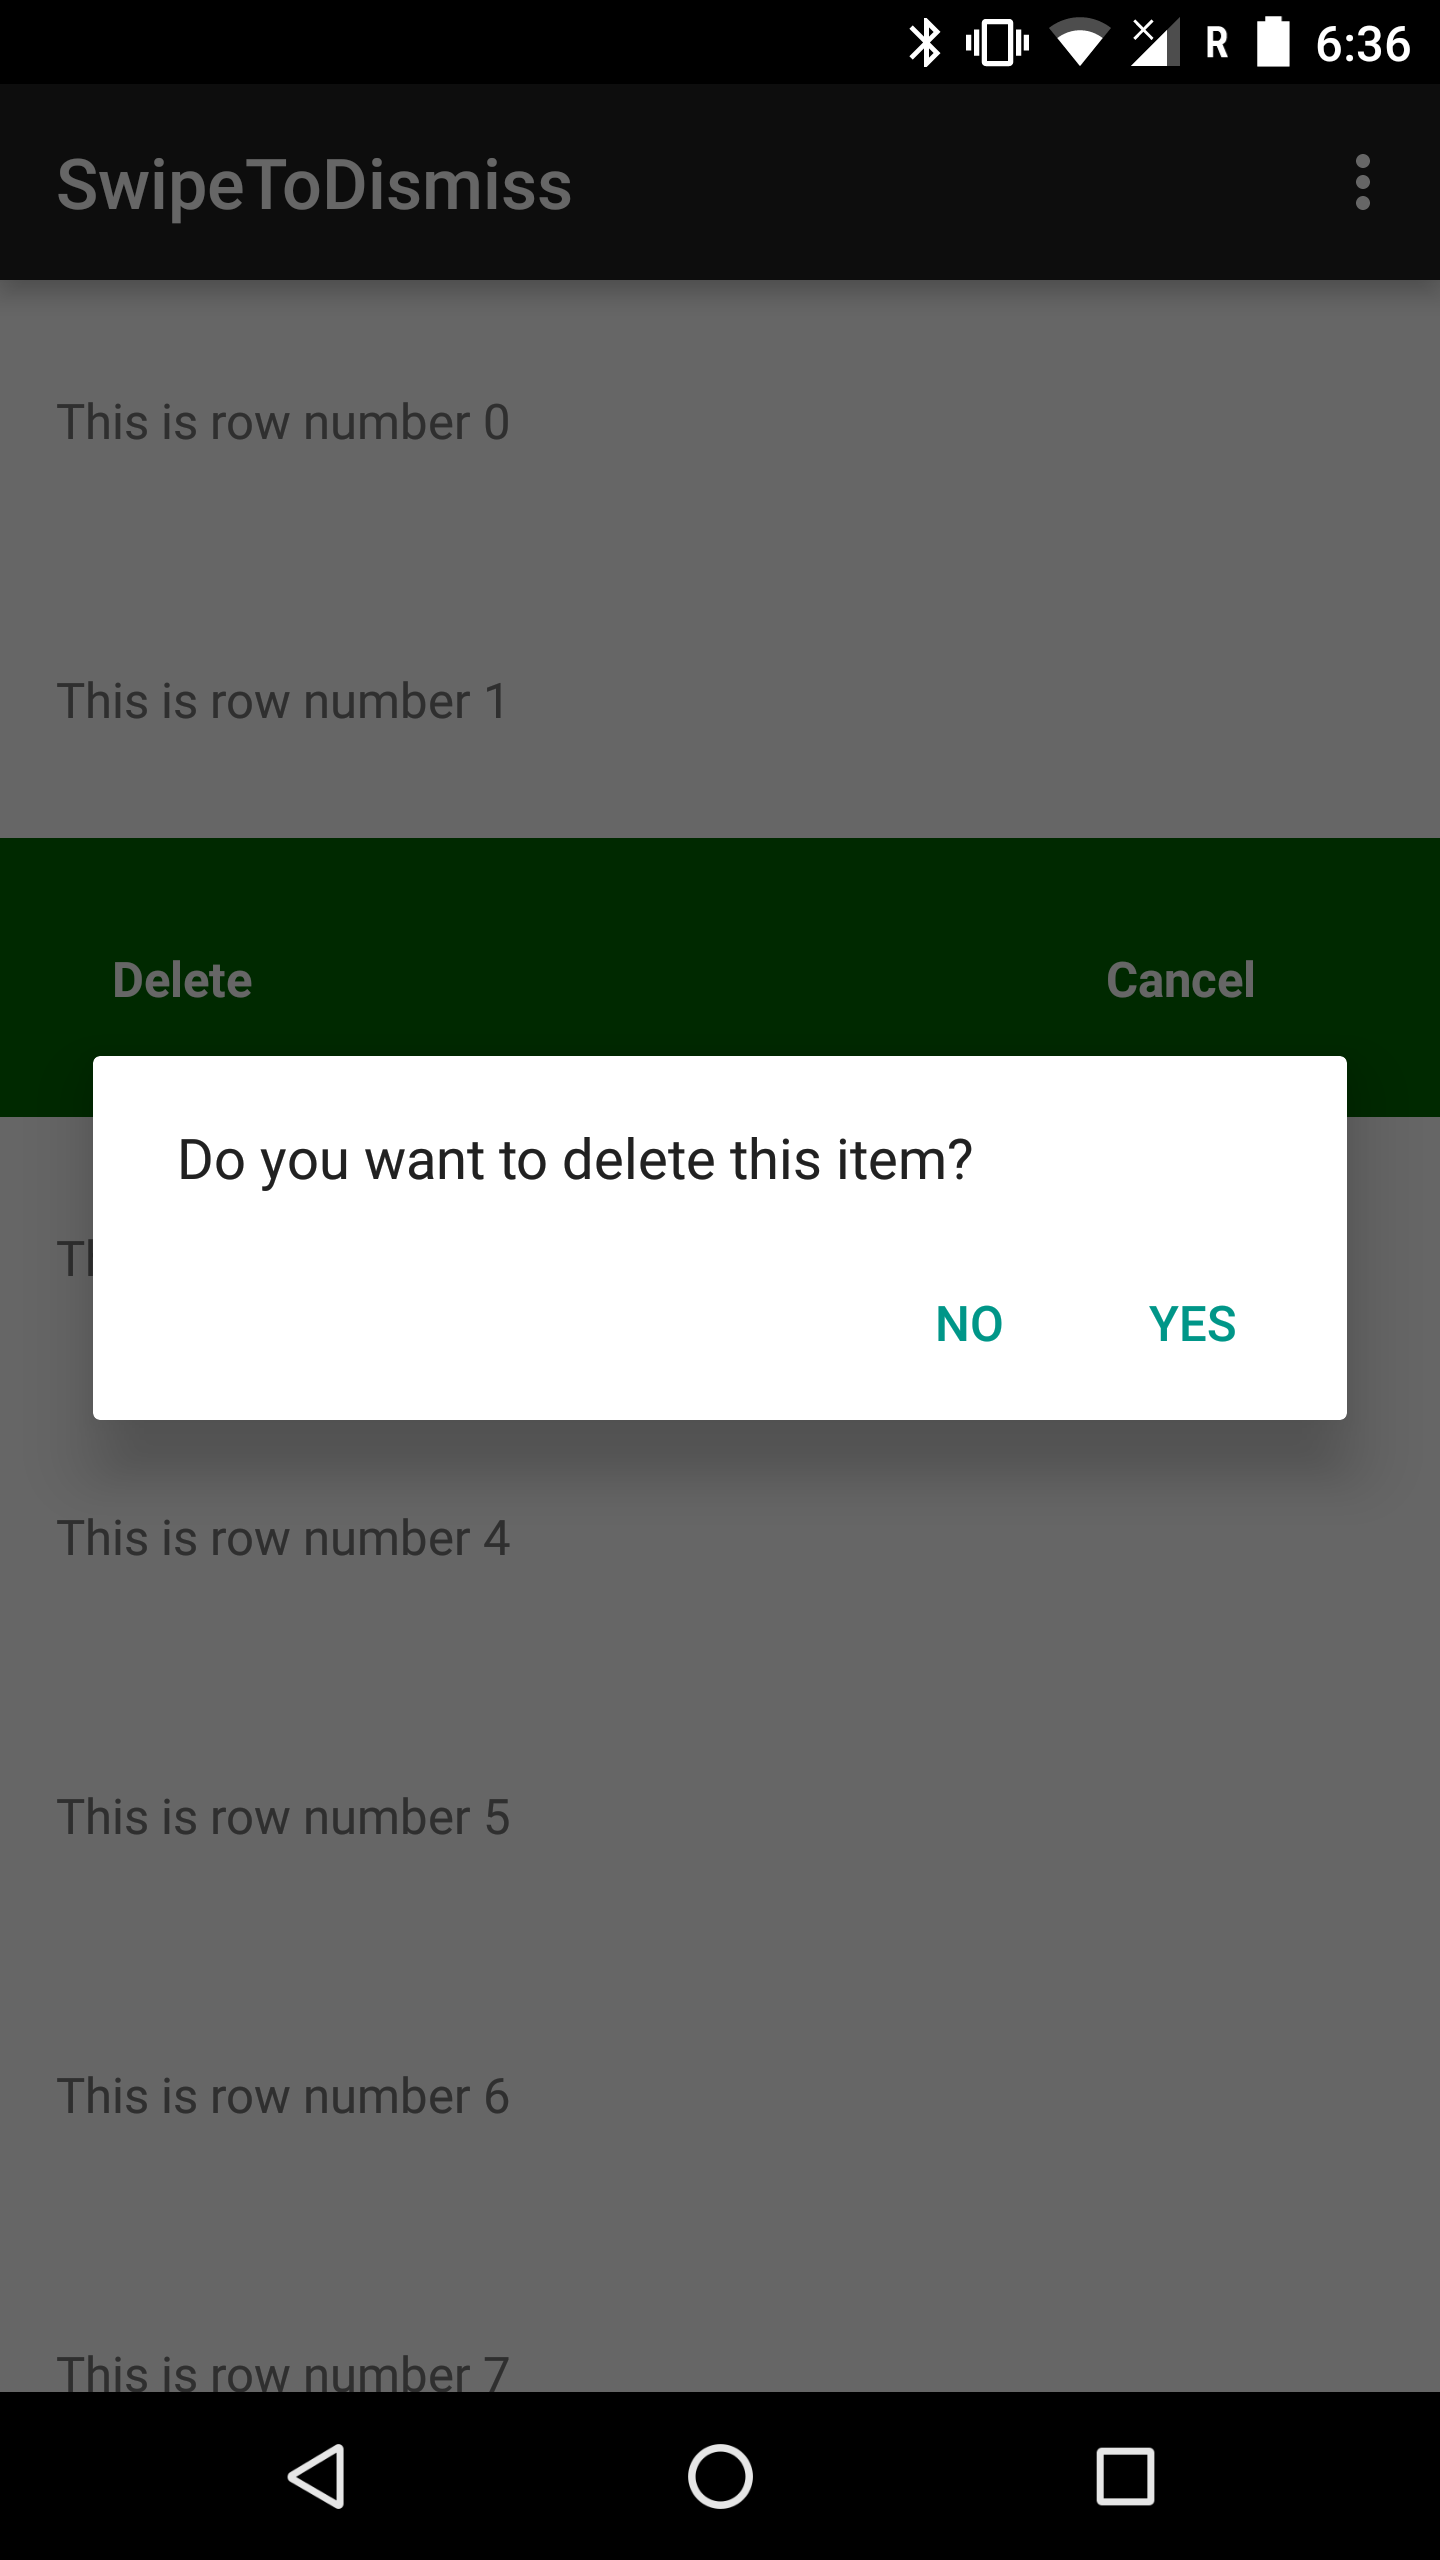 R 6:36
SwipeToDismiss
This is row number 0
This is row number 1
Delete Cancel
Do you want to delete this item?
NO YES
This is row number 4
This is row number 5
This is row number 6
This is row number 7